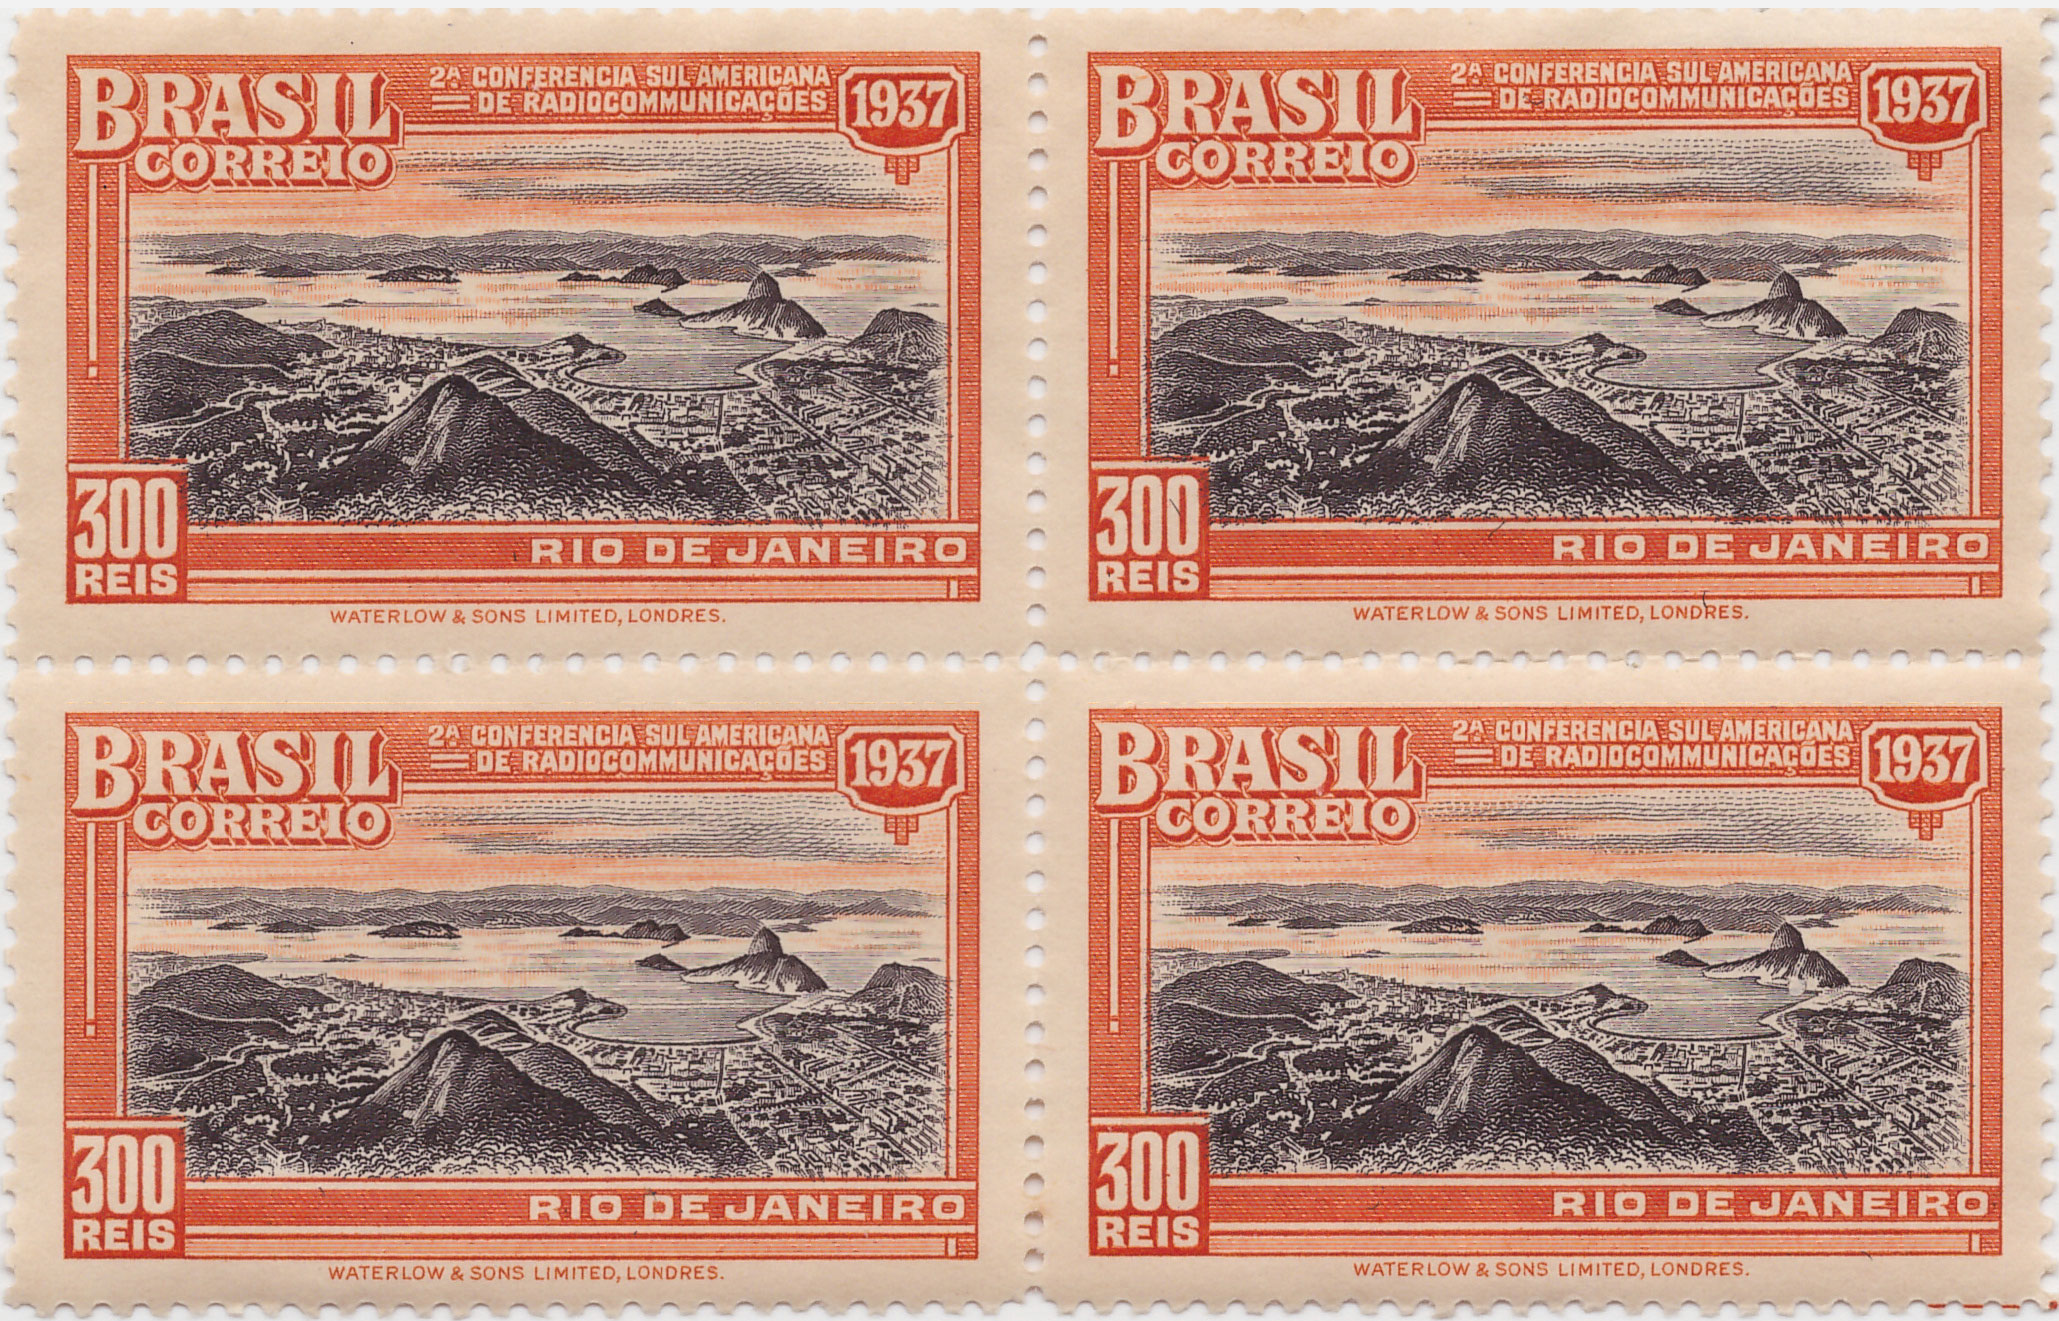 BRASIL
CORREIO
2A CONFERENCIA SUL AMERICANA
DE RADIOCOMMUNICAÇÕES
1937
300
REIS
RIO DE JANEIRO
WATERLOW & SONS LIMITED, LONDRES.
BRASIL
CORREIO
2A CONFERENCIA SUL AMERICANA
DE RADIOCOMMUNICAÇÕES
1937
300
REIS
RIO DE JANEIRO
WATERLOW & SONS LIMITED, LONDRES.
BRASIL
CORREIO
2A CONFERENCIA SUL AMERICANA
DE RADIOCOMMUNICAÇÕES
1937
300
REIS
RIO DE JANEIRO
WATERLOW & SONS LIMITED, LONDRES.
BRASIL
CORREIO
2A CONFERENCIA SUL AMERICANA
DE RADIOCOMMUNICAÇÕES
1937
300
REIS
RIO DE JANEIRO
WATERLOW & SONS LIMITED, LONDRES.